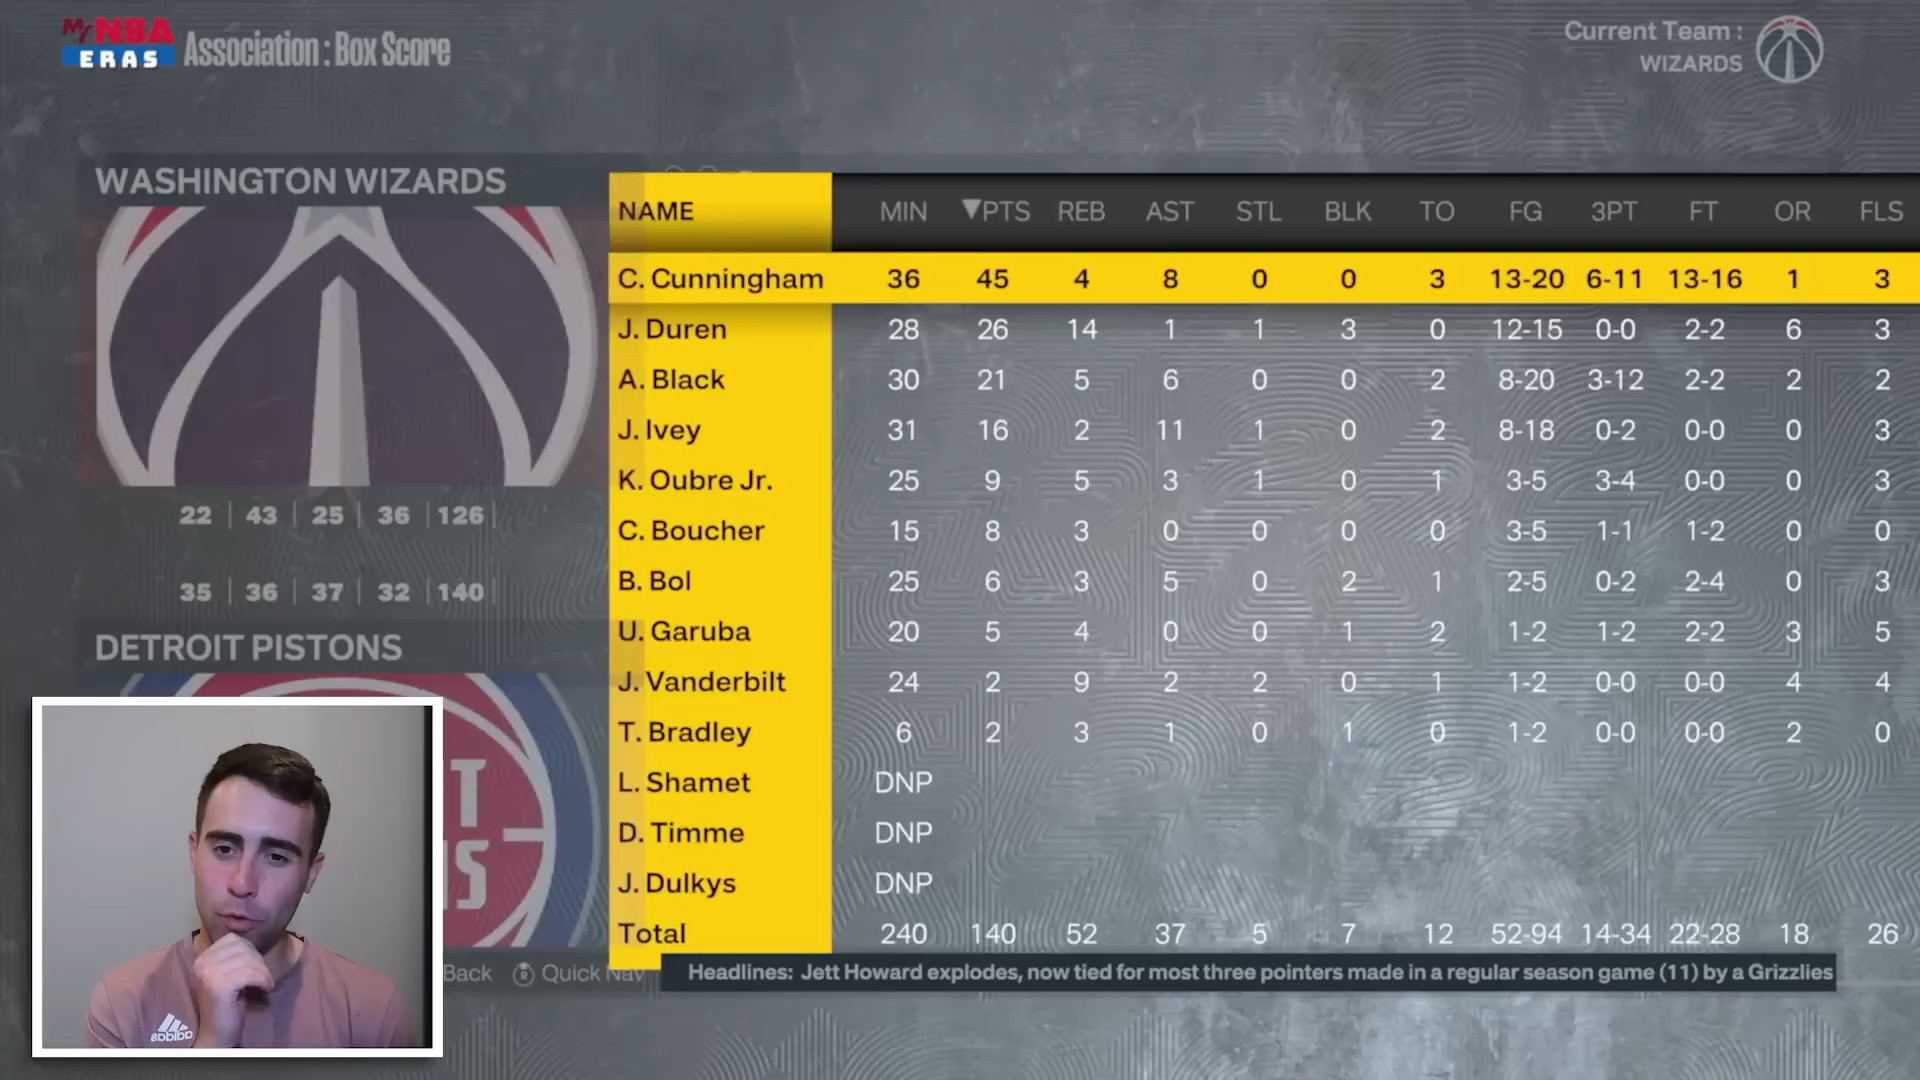 My NBA ERAS Association : Box Score
Current Team :
WIZARDS
WASHINGTON WIZARDS
22 43 25 36 126
35 36 37 32 140
DETROIT PISTONS
NAME MIN ▼PTS REB AST STL BLK TO FG 3PT FT OR FLS
C. Cunningham 36 45 4 8 0 0 3 13-20 6-11 13-16 1 3
J. Duren 28 26 14 1 1 3 0 12-15 0-0 2-2 6 3
A. Black 30 21 5 6 0 0 2 8-20 3-12 2-2 2 2
J. Ivey 31 16 2 11 1 0 2 8-18 0-2 0-0 0 3
K. Oubre Jr. 25 9 5 3 1 0 1 3-5 3-4 0-0 0 3
C. Boucher 15 8 3 0 0 0 0 3-5 1-1 1-2 0 0
B. Bol 25 6 3 5 0 2 1 2-5 0-2 2-4 0 3
U. Garuba 20 5 4 0 0 1 2 1-2 1-2 2-2 3 5
J. Vanderbilt 24 2 9 2 2 0 1 1-2 0-0 0-0 4 4
T. Bradley 6 2 3 1 0 1 0 1-2 0-0 0-0 2 0
L. Shamet DNP
D. Timme DNP
J. Dulkys DNP
Total 240 140 52 37 5 7 12 52-94 14-34 22-28 18 26
Back R Quick Nav
Headlines: Jett Howard explodes, now tied for most three pointers made in a regular season game (11) by a Grizzlies
adidas